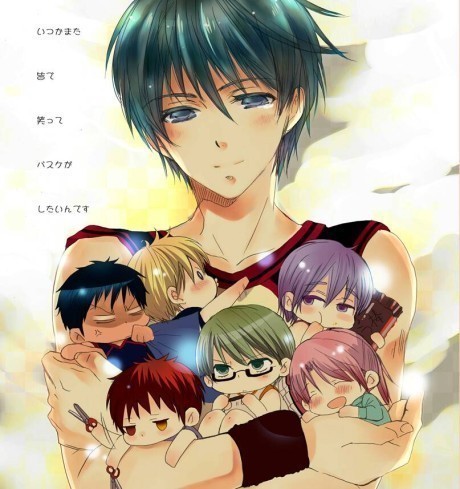 いつかまた
皆で
笑って
バスケが
したいんです